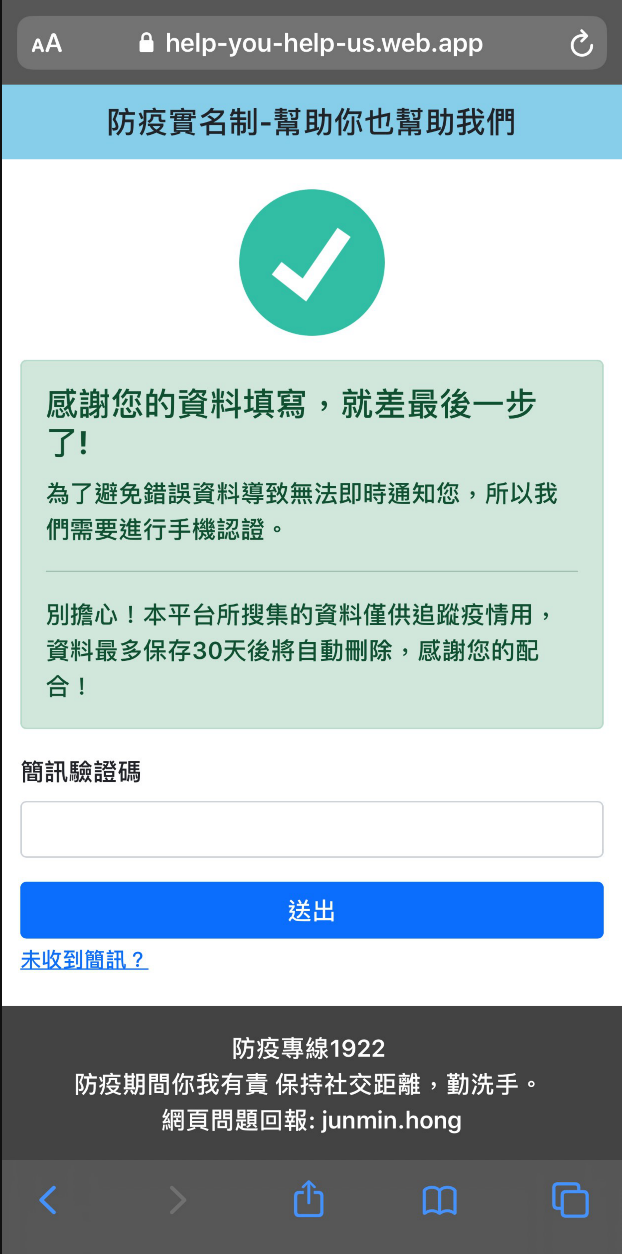 AA
help-you-help-us.web.app
防疫實名制-幫助你也幫助我們
感謝您的資料填寫，就差最後一步
了!
為了避免錯誤資料導致無法即時通知您，所以我
們需要進行手機認證。
別擔心！本平台所搜集的資料僅供追蹤疫情用，
資料最多保存30天後將自動刪除，感謝您的配
合！
簡訊驗證碼
送出
未收到簡訊？
防疫專線1922
防疫期間你我有責 保持社交距離，勤洗手。
網頁問題回報: junmin.hong